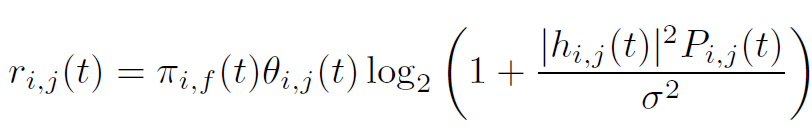 r_{i,j}(t) = \pi_{i,f}(t)\theta_{i,j}(t) \log_2 \left( 1 + \frac{|h_{i,j}(t)|^2 P_{i,j}(t)}{\sigma^2} \right)